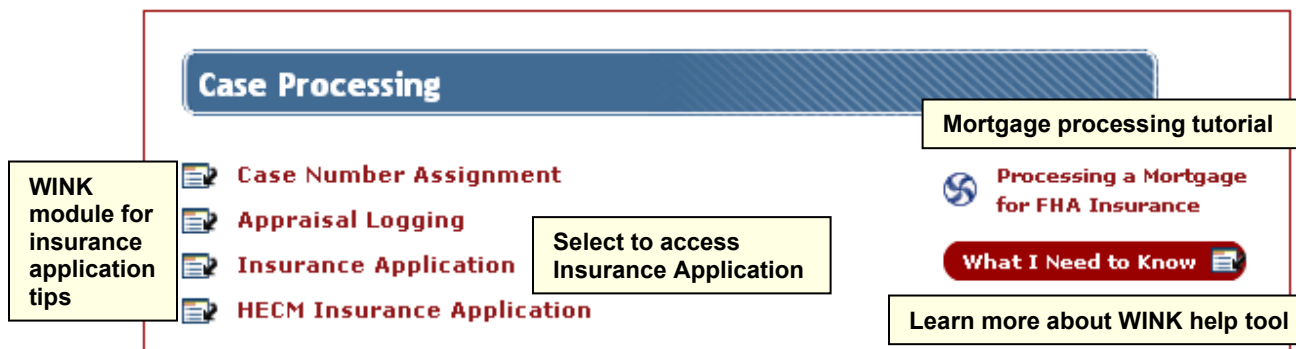 Case Processing
Mortgage processing tutorial
WINK
module for
insurance
application
tips
Case Number Assignment
Appraisal Logging
Insurance Application
HECM Insurance Application
Select to access
Insurance Application
Processing a Mortgage
for FHA Insurance
What I Need to Know
Learn more about WINK help tool